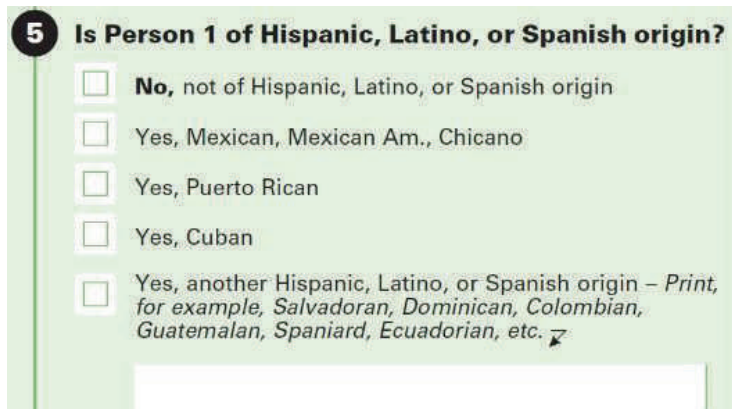 5 Is Person 1 of Hispanic, Latino, or Spanish origin?
No, not of Hispanic, Latino, or Spanish origin
Yes, Mexican, Mexican Am., Chicano
Yes, Puerto Rican
Yes, Cuban
Yes, another Hispanic, Latino, or Spanish origin – Print,
for example, Salvadoran, Dominican, Colombian,
Guatemalan, Spaniard, Ecuadorian, etc.